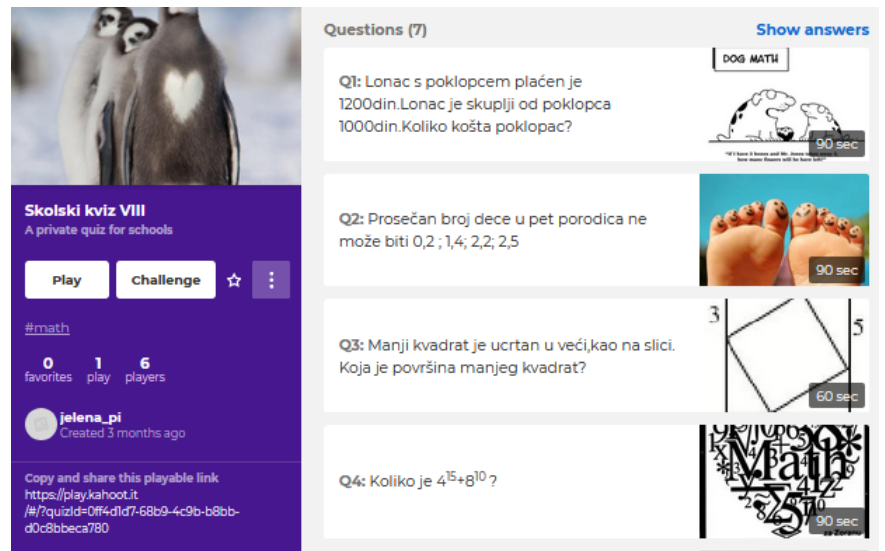 Skolski kviz VIII
A private quiz for schools
Play
Challenge
#math
0
favorites
1
play
6
players
jelena_pi
Created 3 months ago
Copy and share this playable link
https://play.kahoot.it
/#/?quizId=0ff4d1d7-68b9-4c9b-b8bb-
d0c8bbeca780
Questions (7)
Show answers
Q1: Lonac s poklopcem plaćen je
1200din.Lonac je skuplji od poklopca
1000din.Koliko košta poklopac?
DOG MATH
90 sec
Q2: Prosečan broj dece u pet porodica ne
može biti 0,2 ; 1,4; 2,2; 2,5
90 sec
Q3: Manji kvadrat je ucrtan u veći,kao na slici.
Koja je površina manjeg kvadrat?
3
5
60 sec
Q4: Koliko je 4¹⁵+8¹⁰ ?
Math
90 sec
za-Zoranu